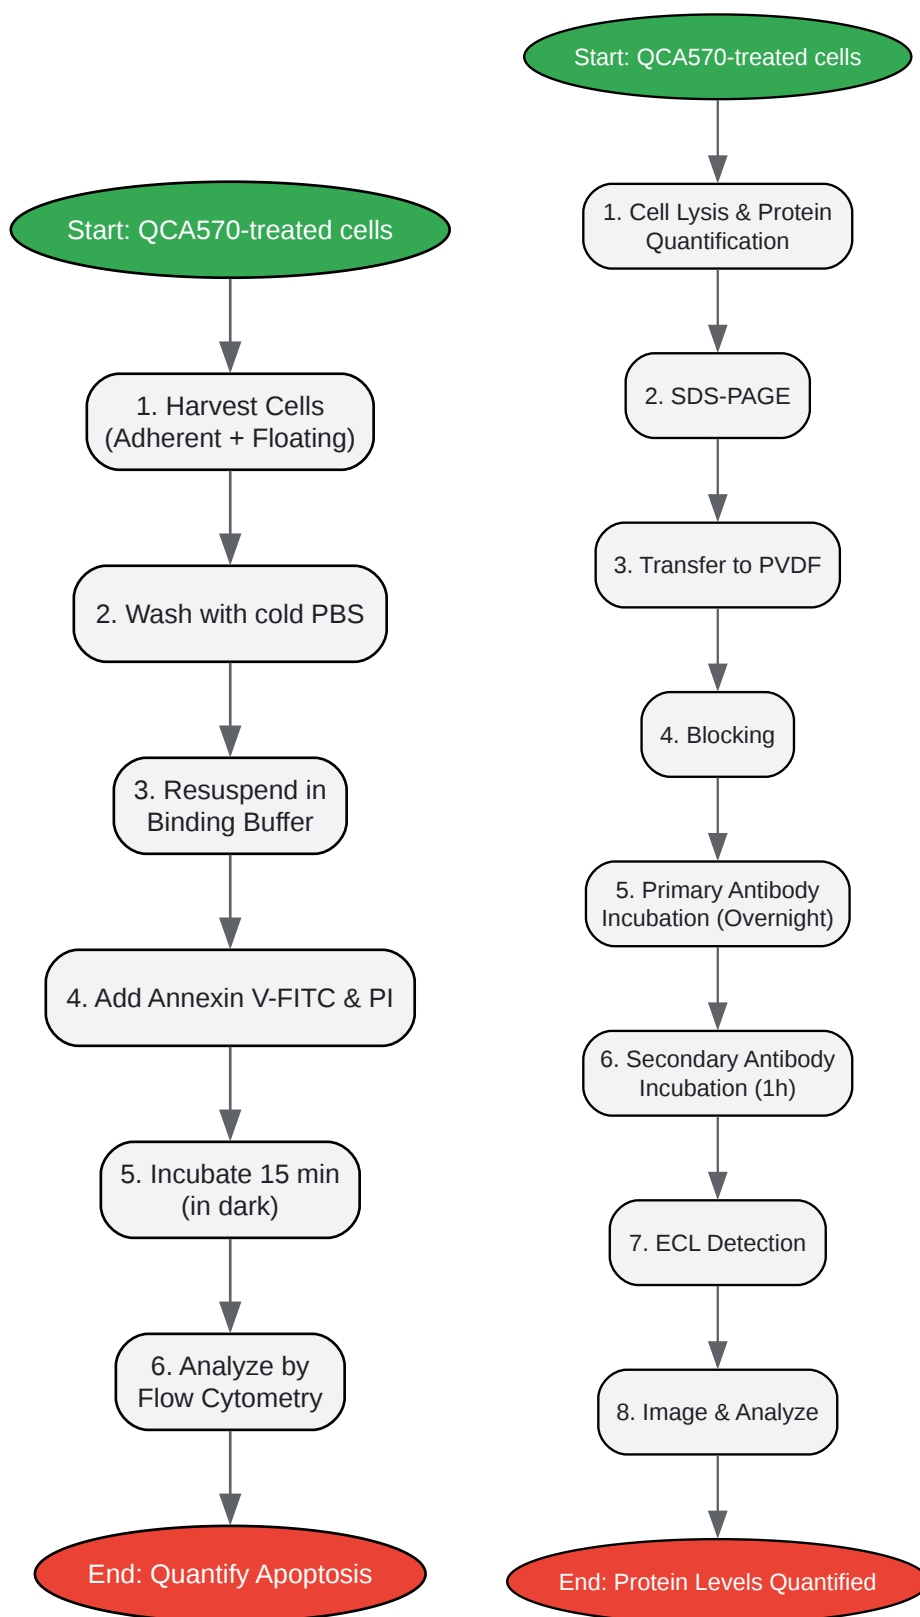 Start: QCA570-treated cells
1. Harvest Cells
(Adherent + Floating)
2. Wash with cold PBS
3. Resuspend in
Binding Buffer
4. Add Annexin V-FITC & PI
5. Incubate 15 min
(in dark)
6. Analyze by
Flow Cytometry
End: Quantify Apoptosis
Start: QCA570-treated cells
1. Cell Lysis & Protein
Quantification
2. SDS-PAGE
3. Transfer to PVDF
4. Blocking
5. Primary Antibody
Incubation (Overnight)
6. Secondary Antibody
Incubation (1h)
7. ECL Detection
8. Image & Analyze
End: Protein Levels Quantified